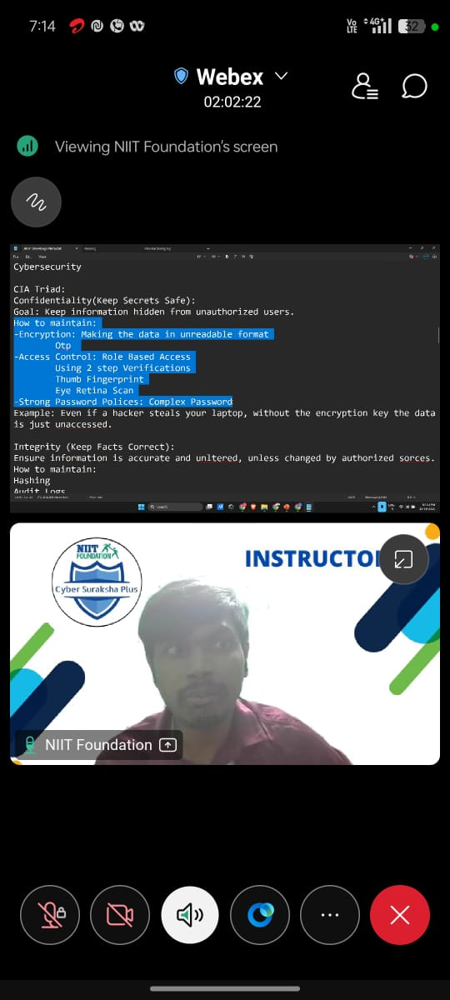 7:14
Vo
LTE
4G+
32
Webex
02:02:22
Viewing NIIT Foundation's screen
Cybersecurity
CIA Triad:
Confidentiality(Keep Secrets Safe):
Goal: Keep information hidden from unauthorized users.
How to maintain:
-Encryption: Making the data in unreadable format
Otp
-Access Control: Role Based Access
Using 2 step Verifications
Thumb Fingerprint
Eye Retina Scan
-Strong Password Polices: Complex Password
Example: Even if a hacker steals your laptop, without the encryption key the data
is just unaccessed.
Integrity (Keep Facts Correct):
Ensure information is accurate and unltered, unless changed by authorized sorces.
How to maintain:
Hashing
Audit Logs
Search
NIIT
FOUNDATION
Cyber Suraksha Plus
INSTRUCTO
NIIT Foundation